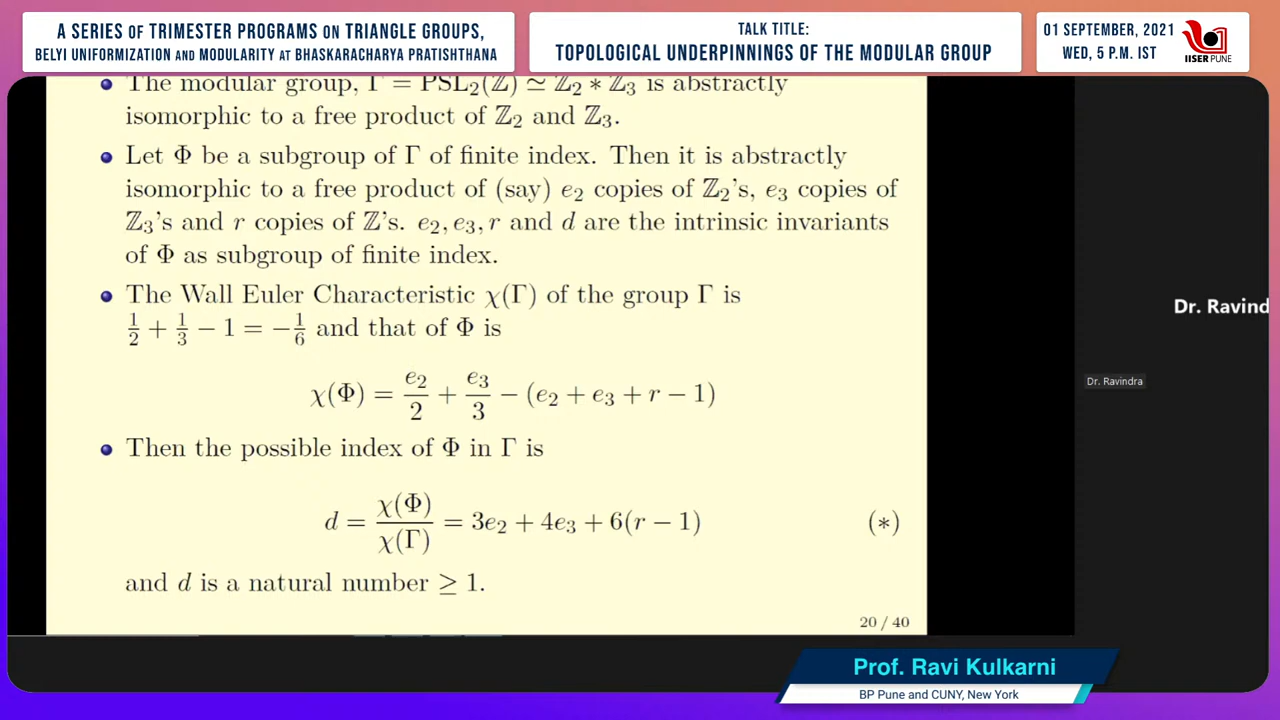 A SERIES OF TRIMESTER PROGRAMS ON TRIANGLE GROUPS,
BELYI UNIFORMIZATION AND MODULARITY AT BHASKARACHARYA PRATISHTHANA
TALK TITLE:
TOPOLOGICAL UNDERPINNINGS OF THE MODULAR GROUP
01 SEPTEMBER, 2021
WED, 5 P.M. IST
IISER PUNE
The modular group, Γ = PSL₂(ℤ) ≃ ℤ₂ * ℤ₃ is abstractly
isomorphic to a free product of ℤ₂ and ℤ₃.
Let Φ be a subgroup of Γ of finite index. Then it is abstractly
isomorphic to a free product of (say) e₂ copies of ℤ₂'s, e₃ copies of
ℤ₃'s and r copies of ℤ's. e₂, e₃, r and d are the intrinsic invariants
of Φ as subgroup of finite index.
The Wall Euler Characteristic χ(Γ) of the group Γ is
1/2 + 1/3 − 1 = −1/6 and that of Φ is
χ(Φ) = e₂/2 + e₃/3 − (e₂ + e₃ + r − 1)
Then the possible index of Φ in Γ is
d = χ(Φ)/χ(Γ) = 3e₂ + 4e₃ + 6(r − 1) (*)
and d is a natural number ≥ 1.
20 / 40
Dr. Ravind
Dr. Ravindra
Prof. Ravi Kulkarni
BP Pune and CUNY, New York